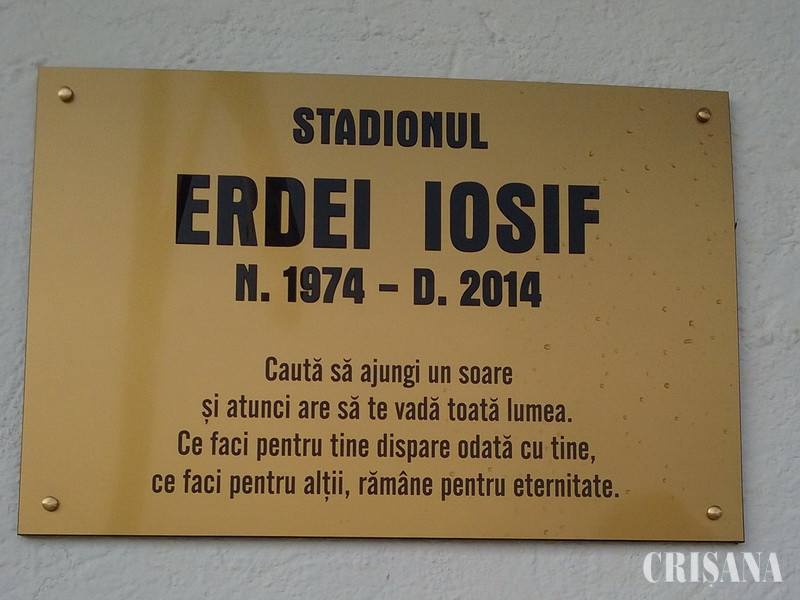 STADIONUL
ERDEI IOSIF
N. 1974 – D. 2014
Caută să ajungi un soare
și atunci are să te vadă toată lumea.
Ce faci pentru tine dispare odată cu tine,
ce faci pentru alții, rămâne pentru eternitate.
CRIȘANA